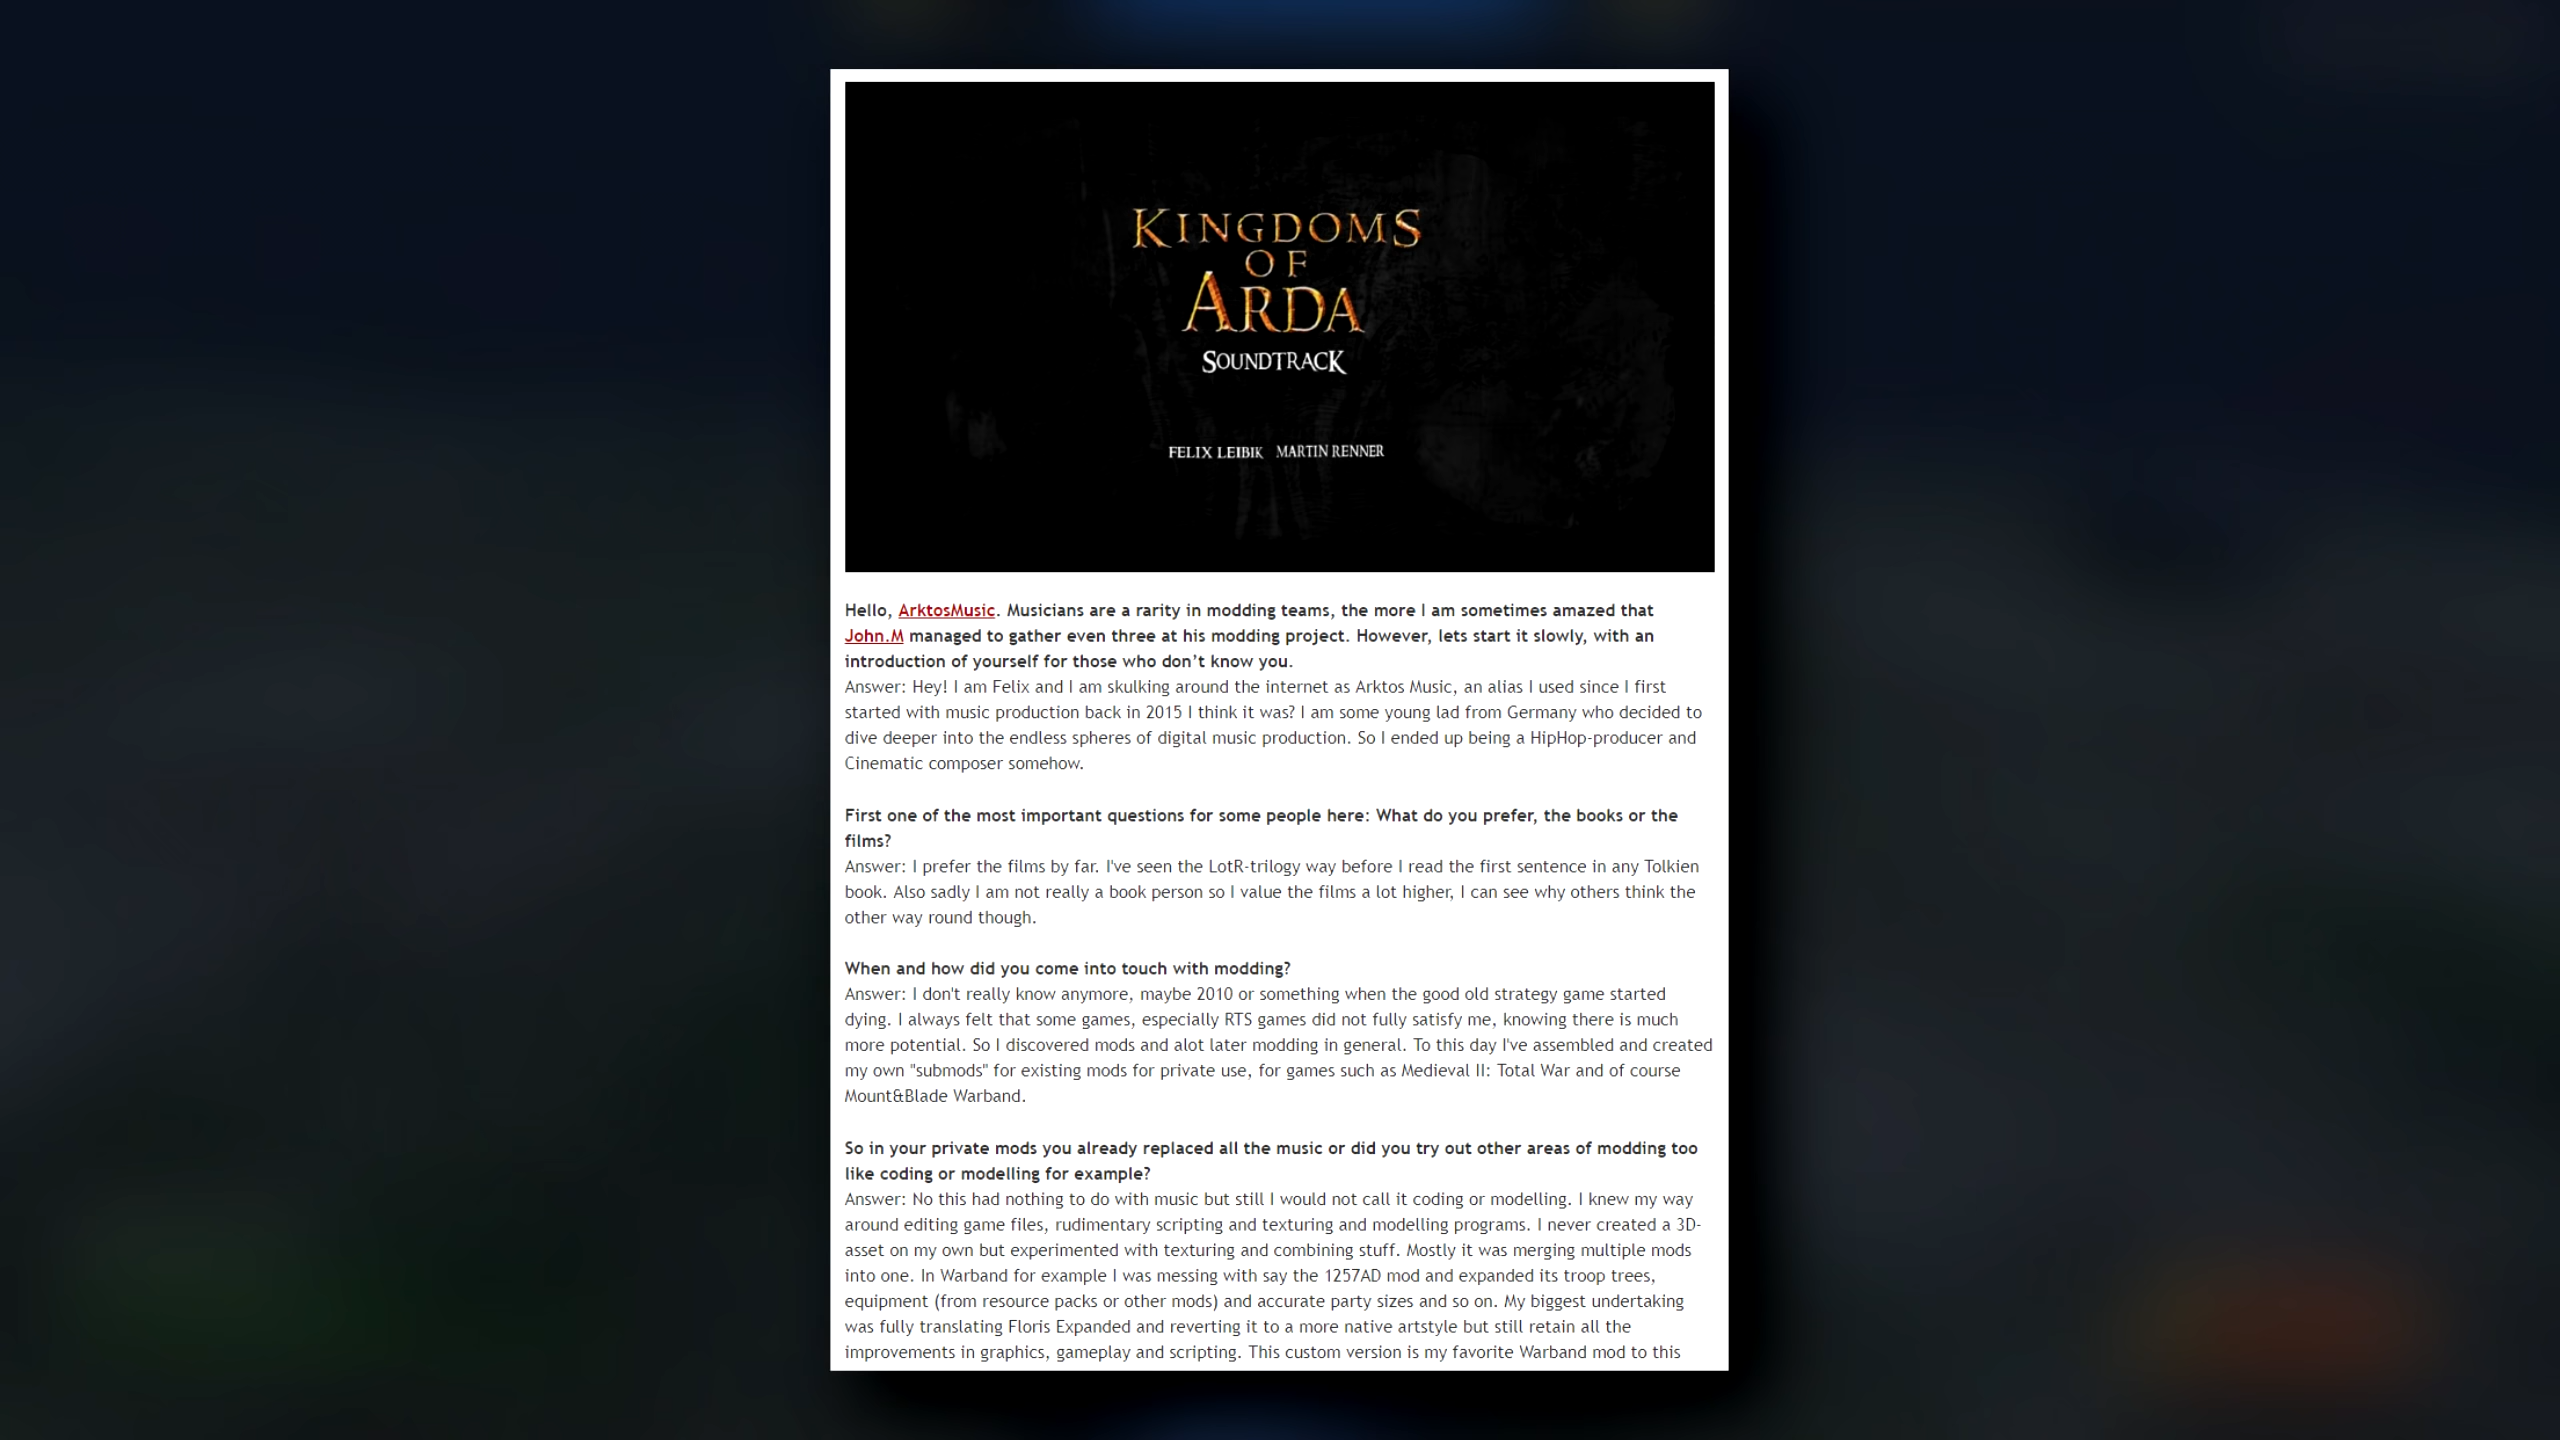 KINGDOMS
OF
ARDA
SOUNDTRACK
FELIX LEIBIK MARTIN RENNER
Hello, ArktosMusic. Musicians are a rarity in modding teams, the more I am sometimes amazed that
John.M managed to gather even three at his modding project. However, lets start it slowly, with an
introduction of yourself for those who don’t know you.
Answer: Hey! I am Felix and I am skulking around the internet as Arktos Music, an alias I used since I first
started with music production back in 2015 I think it was? I am some young lad from Germany who decided to
dive deeper into the endless spheres of digital music production. So I ended up being a HipHop-producer and
Cinematic composer somehow.
First one of the most important questions for some people here: What do you prefer, the books or the
films?
Answer: I prefer the films by far. I've seen the LotR-trilogy way before I read the first sentence in any Tolkien
book. Also sadly I am not really a book person so I value the films a lot higher, I can see why others think the
other way round though.
When and how did you come into touch with modding?
Answer: I don't really know anymore, maybe 2010 or something when the good old strategy game started
dying. I always felt that some games, especially RTS games did not fully satisfy me, knowing there is much
more potential. So I discovered mods and alot later modding in general. To this day I've assembled and created
my own "submods" for existing mods for private use, for games such as Medieval II: Total War and of course
Mount&Blade Warband.
So in your private mods you already replaced all the music or did you try out other areas of modding too
like coding or modelling for example?
Answer: No this had nothing to do with music but still I would not call it coding or modelling. I knew my way
around editing game files, rudimentary scripting and texturing and modelling programs. I never created a 3D-
asset on my own but experimented with texturing and combining stuff. Mostly it was merging multiple mods
into one. In Warband for example I was messing with say the 1257AD mod and expanded its troop trees,
equipment (from resource packs or other mods) and accurate party sizes and so on. My biggest undertaking
was fully translating Floris Expanded and reverting it to a more native artstyle but still retain all the
improvements in graphics, gameplay and scripting. This custom version is my favorite Warband mod to this